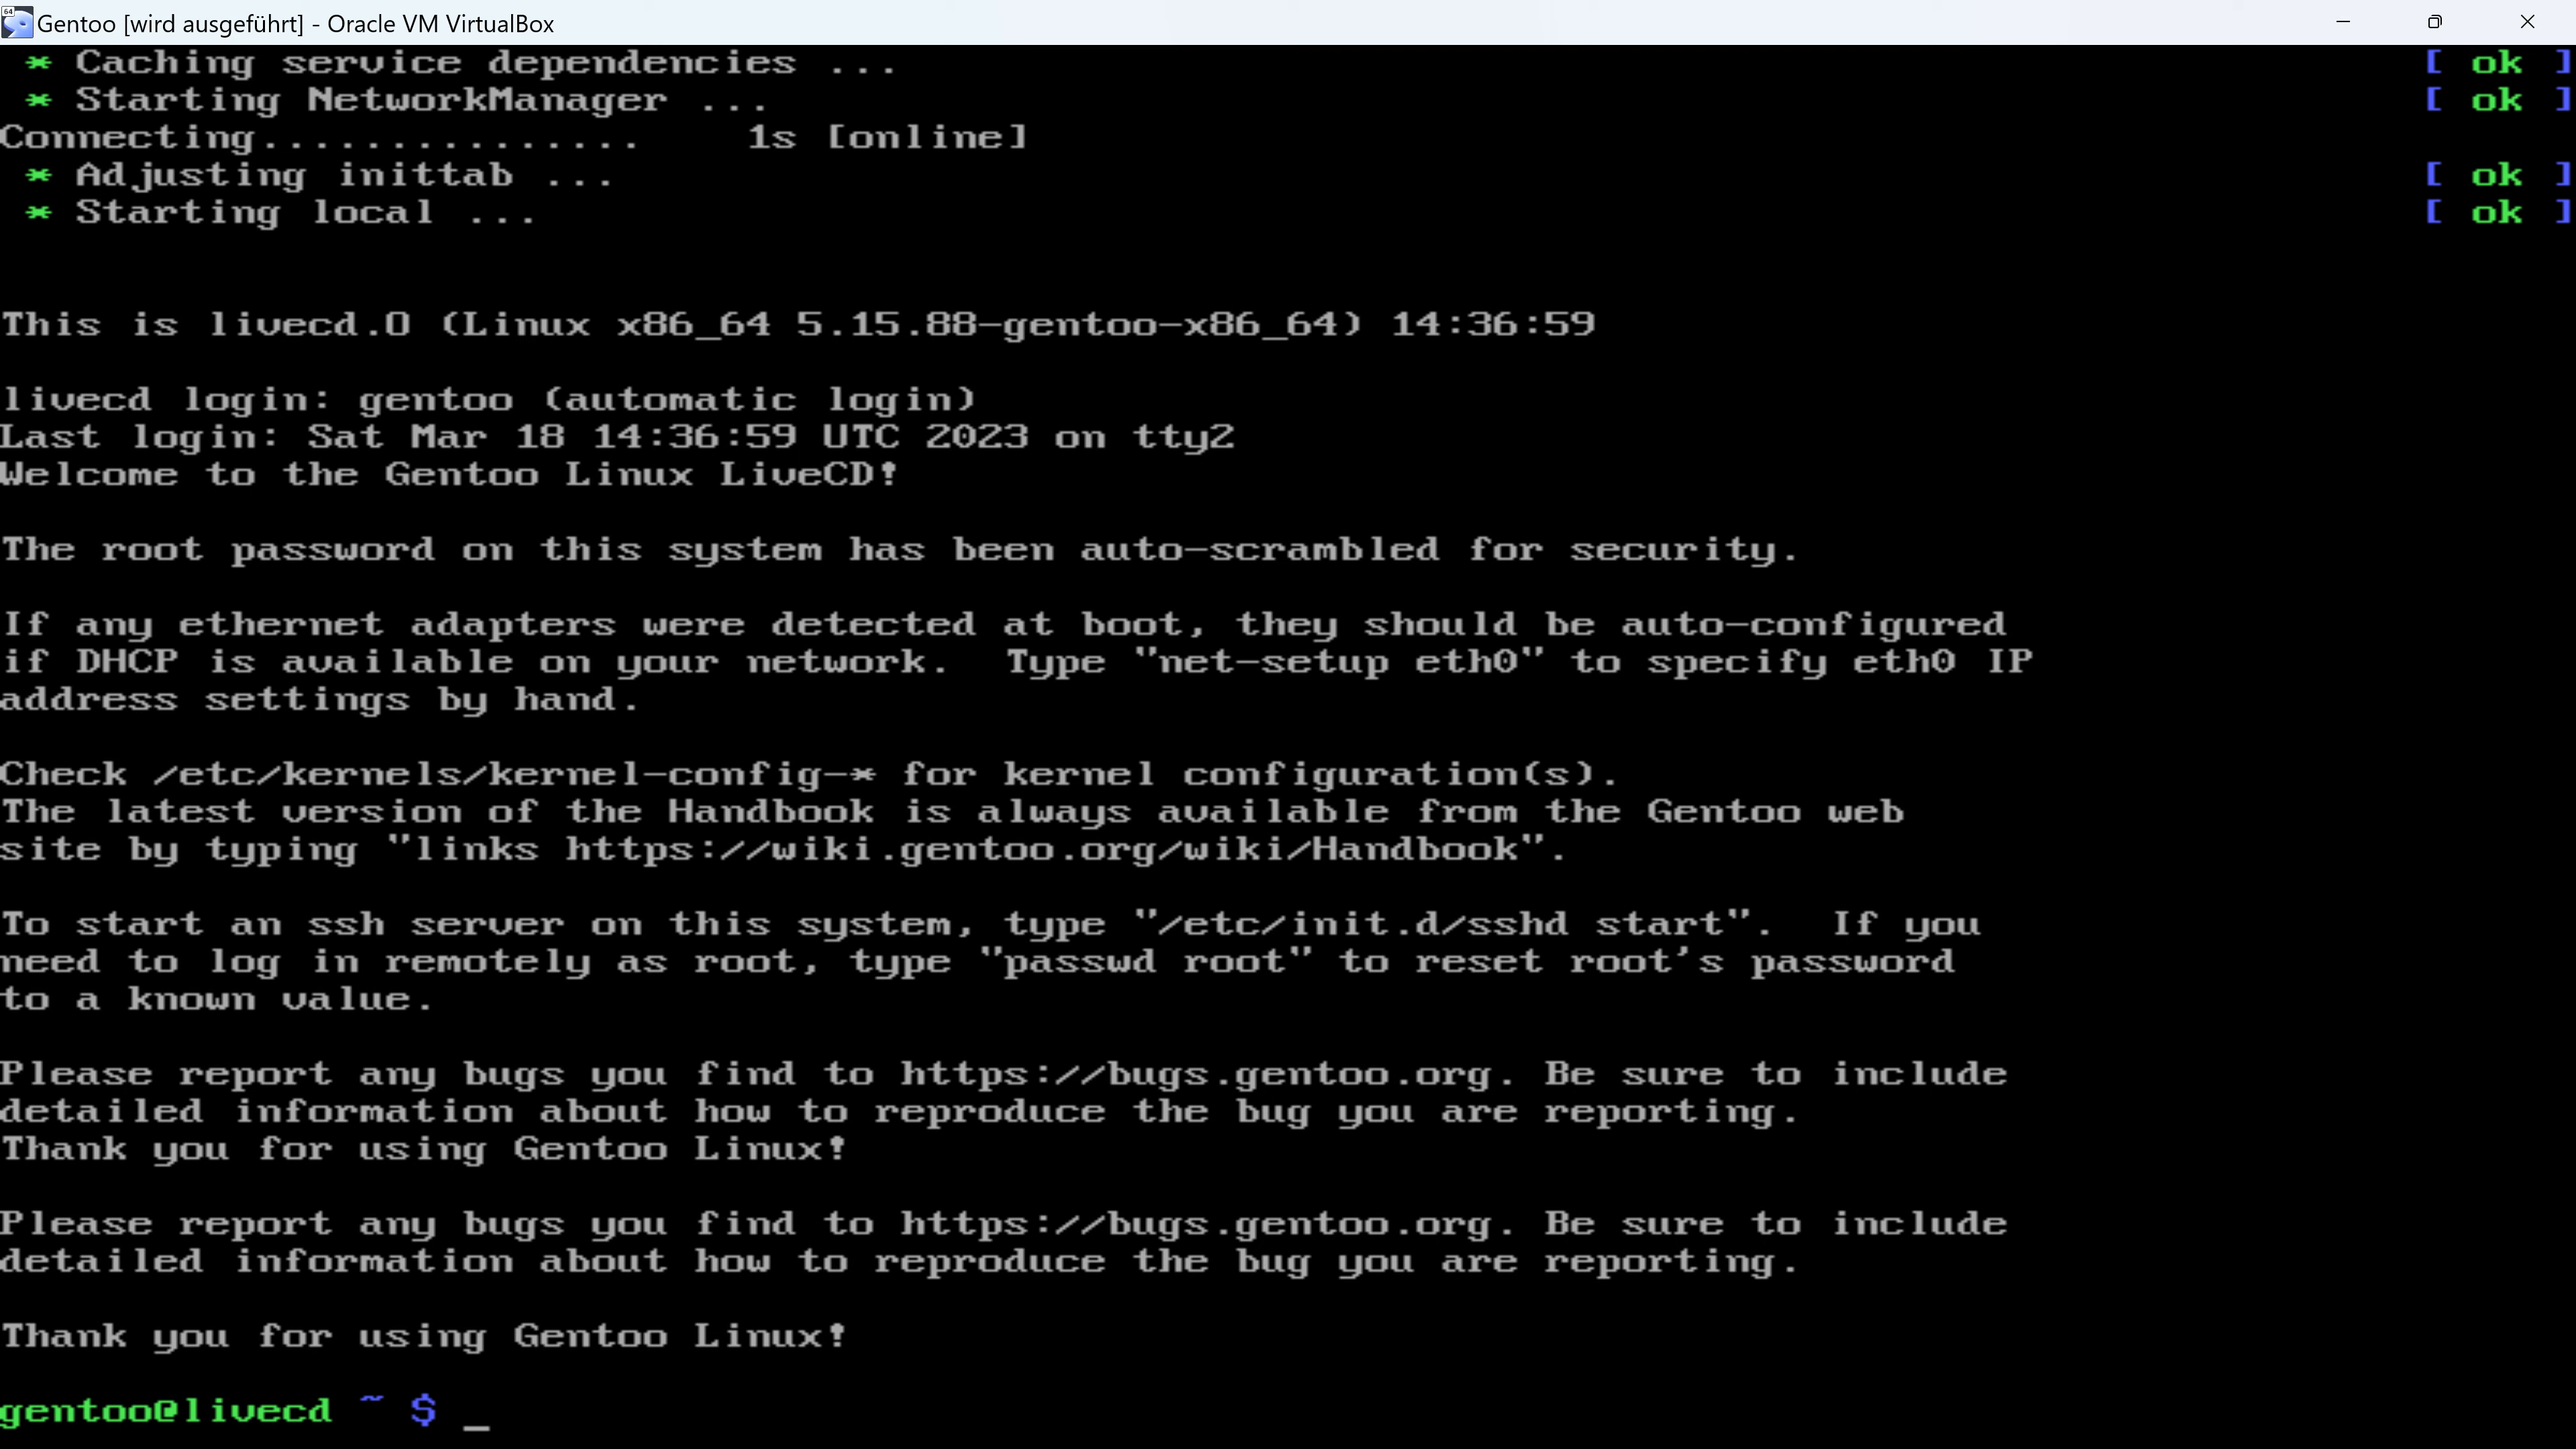 64
Gentoo [wird ausgeführt] - Oracle VM VirtualBox
* Caching service dependencies ... [ ok ]
* Starting NetworkManager ... [ ok ]
Connecting............... 1s [online]
* Adjusting inittab ... [ ok ]
* Starting local ... [ ok ]
This is livecd.O (Linux x86_64 5.15.88-gentoo-x86_64) 14:36:59
livecd login: gentoo (automatic login)
Last login: Sat Mar 18 14:36:59 UTC 2023 on tty2
Welcome to the Gentoo Linux LiveCD!
The root password on this system has been auto-scrambled for security.
If any ethernet adapters were detected at boot, they should be auto-configured
if DHCP is available on your network.  Type "net-setup eth0" to specify eth0 IP
address settings by hand.
Check /etc/kernels/kernel-config-* for kernel configuration(s).
The latest version of the Handbook is always available from the Gentoo web
site by typing "links https://wiki.gentoo.org/wiki/Handbook".
To start an ssh server on this system, type "/etc/init.d/sshd start".  If you
need to log in remotely as root, type "passwd root" to reset root's password
to a known value.
Please report any bugs you find to https://bugs.gentoo.org. Be sure to include
detailed information about how to reproduce the bug you are reporting.
Thank you for using Gentoo Linux!
Please report any bugs you find to https://bugs.gentoo.org. Be sure to include
detailed information about how to reproduce the bug you are reporting.
Thank you for using Gentoo Linux!
gentoo@livecd ~ $ _